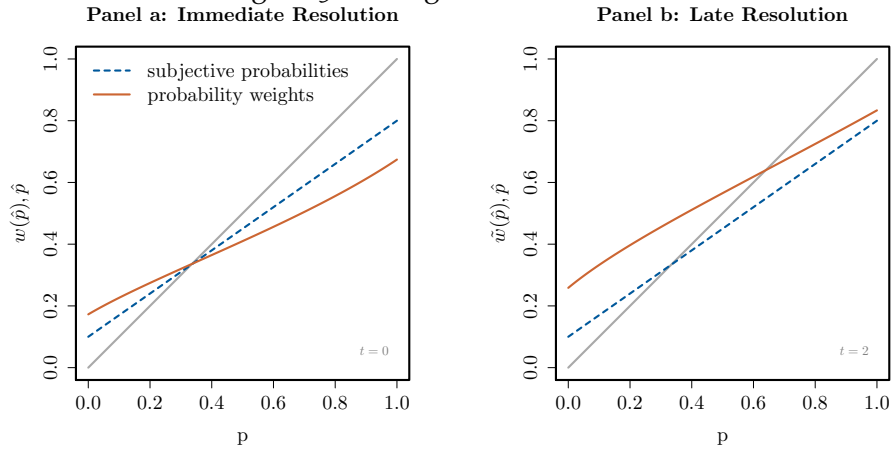 Panel a: Immediate Resolution
subjective probabilities
probability weights
w(p̂), p̂
0.0 0.2 0.4 0.6 0.8 1.0
t = 0
0.0 0.2 0.4 0.6 0.8 1.0
p
Panel b: Late Resolution
w̃(p̂), p̂
0.0 0.2 0.4 0.6 0.8 1.0
t = 2
0.0 0.2 0.4 0.6 0.8 1.0
p